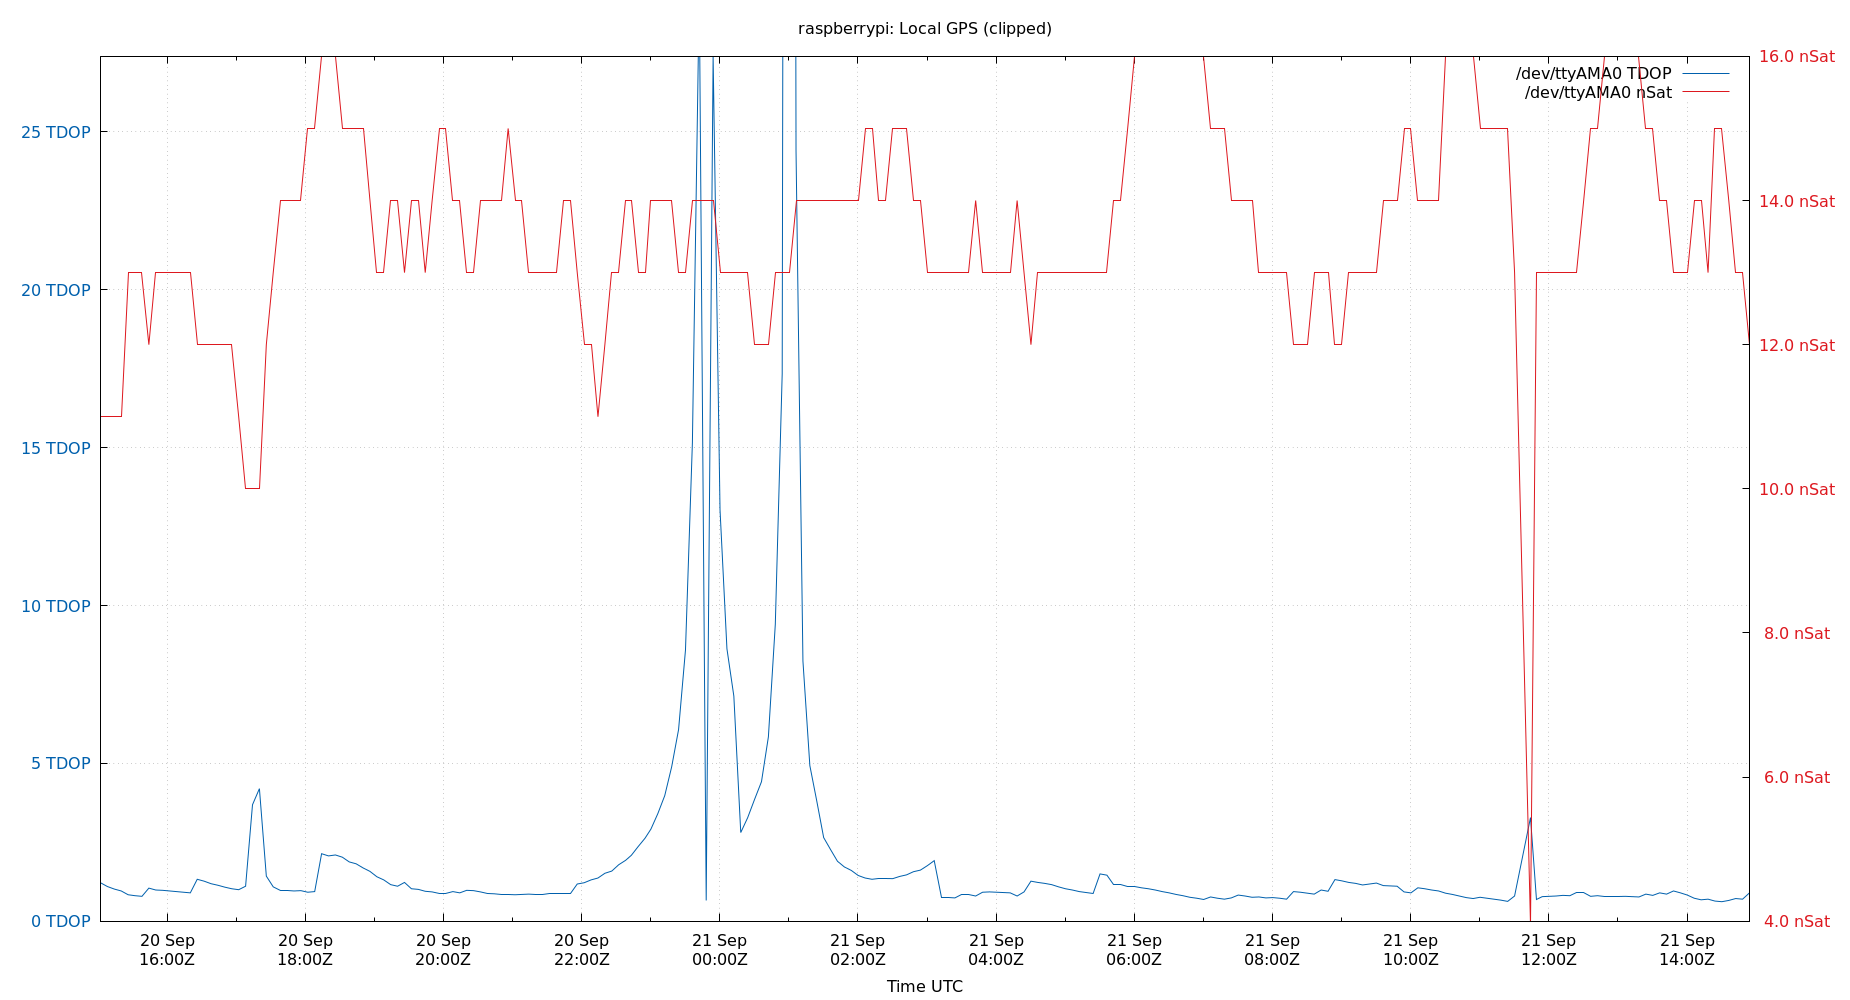 raspberrypi: Local GPS (clipped)
16.0 nSat
/dev/ttyAMA0 TDOP
/dev/ttyAMA0 nSat
25 TDOP
14.0 nSat
20 TDOP
12.0 nSat
15 TDOP
10.0 nSat
10 TDOP
8.0 nSat
5 TDOP
6.0 nSat
0 TDOP
4.0 nSat
20 Sep
16:00Z
20 Sep
18:00Z
20 Sep
20:00Z
20 Sep
22:00Z
21 Sep
00:00Z
21 Sep
02:00Z
21 Sep
04:00Z
21 Sep
06:00Z
21 Sep
08:00Z
21 Sep
10:00Z
21 Sep
12:00Z
21 Sep
14:00Z
Time UTC